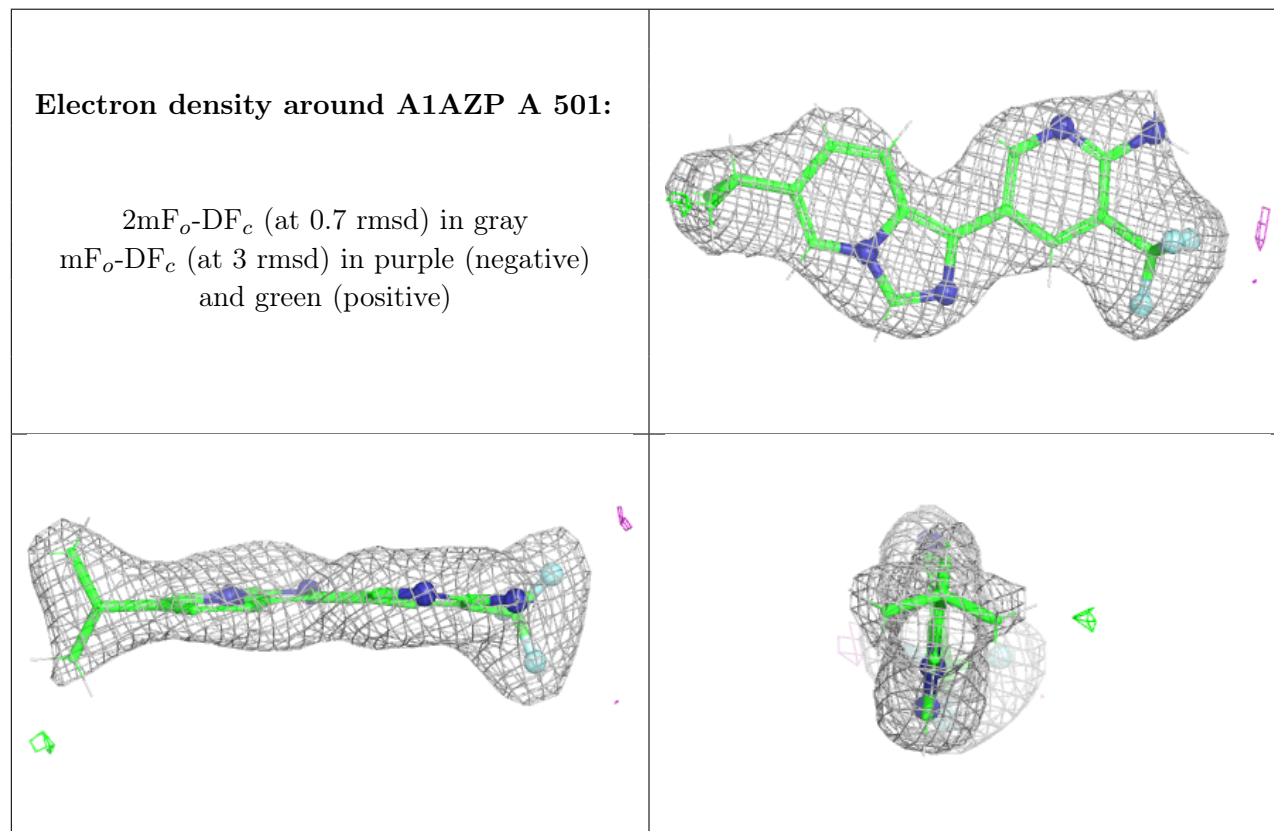 Electron density around A1AZP A 501:
2mFo-DFc (at 0.7 rmsd) in gray
mFo-DFc (at 3 rmsd) in purple (negative)
and green (positive)